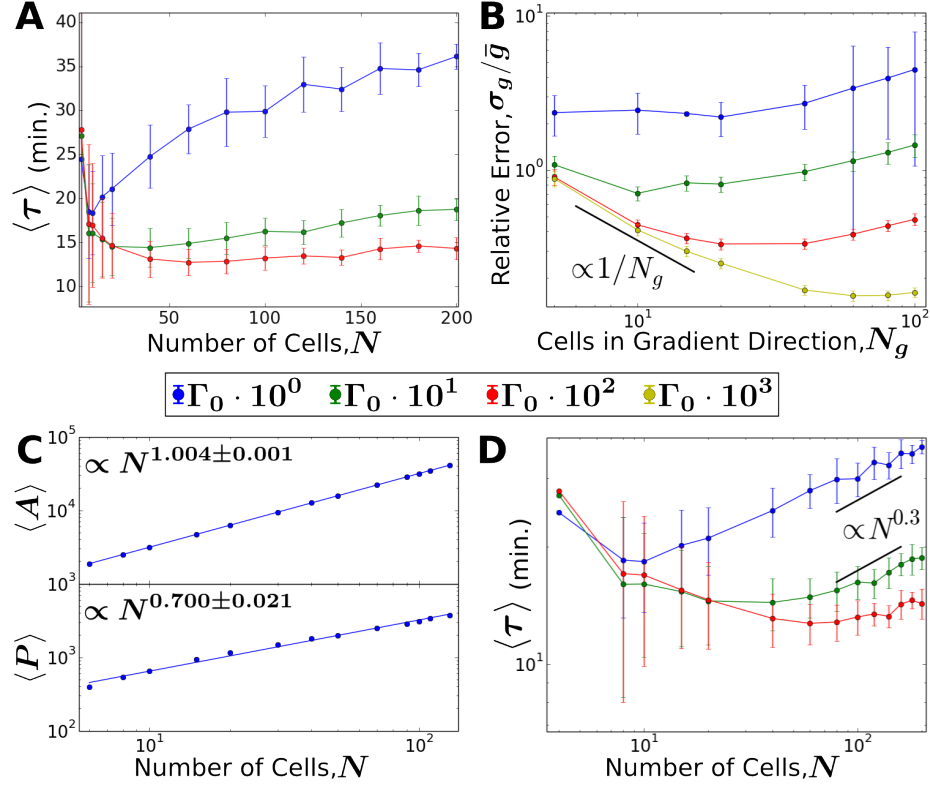 A
B
40
35
30
25
20
15
10
⟨τ⟩ (min.)
50
100
150
200
Number of Cells, N
10^1
10^0
Relative Error, σ_g/ḡ
∝1/N_g
10^1
10^2
Cells in Gradient Direction, N_g
Γ_0 · 10^0
Γ_0 · 10^1
Γ_0 · 10^2
Γ_0 · 10^3
C
D
10^5
∝ N^1.004±0.001
⟨A⟩
10^4
10^3
∝ N^0.700±0.021
⟨P⟩
10^3
10^2
10^1
10^2
Number of Cells, N
∝N^0.3
⟨τ⟩ (min.)
10^1
10^1
10^2
Number of Cells, N